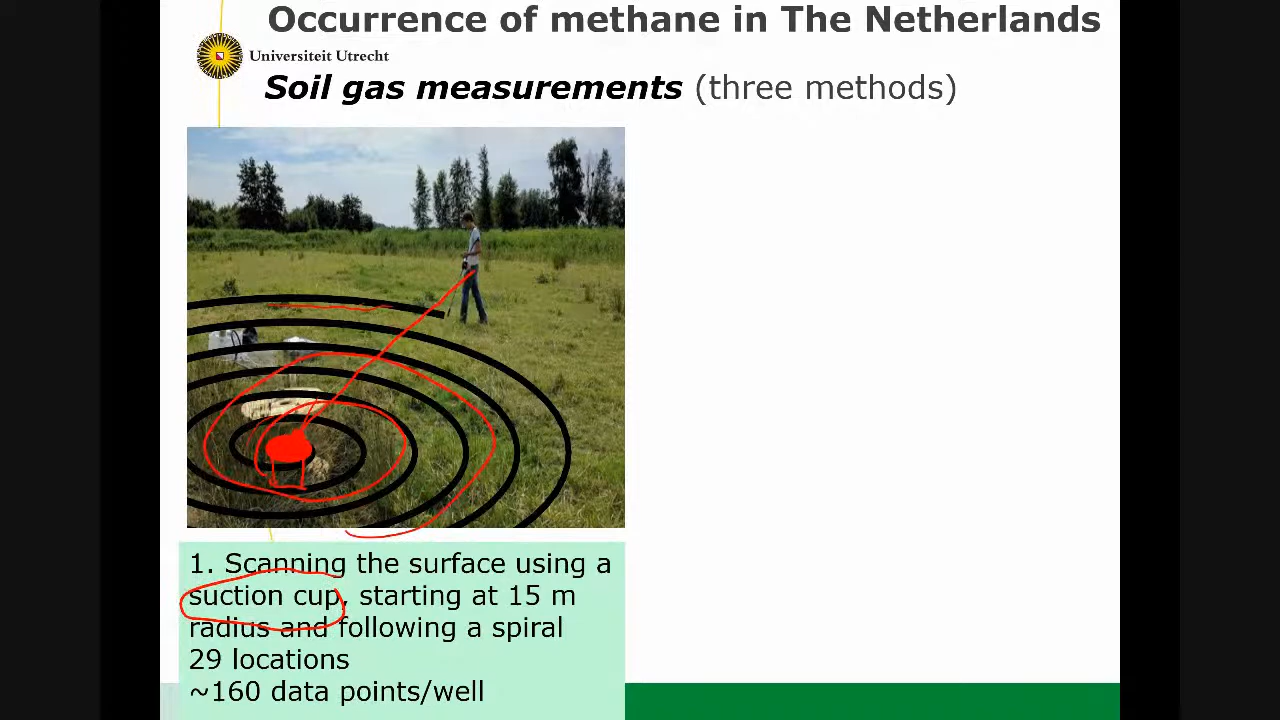 Occurrence of methane in The Netherlands
Universiteit Utrecht
Soil gas measurements (three methods)
1. Scanning the surface using a
suction cup, starting at 15 m
radius and following a spiral
29 locations
~160 data points/well